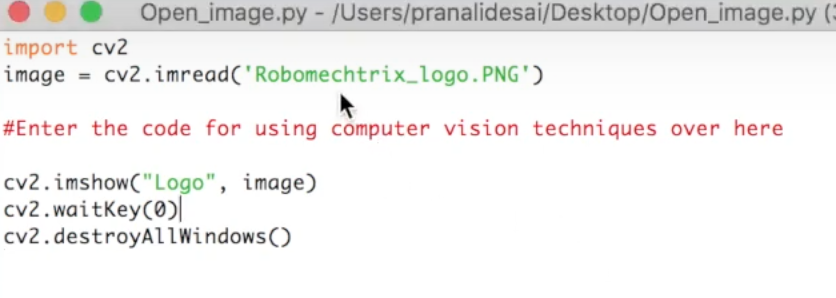 Open_image.py - /Users/pranalidesai/Desktop/Open_image.py (
import cv2
image = cv2.imread('Robomechtrix_logo.PNG')
#Enter the code for using computer vision techniques over here
cv2.imshow("Logo", image)
cv2.waitKey(0)
cv2.destroyAllWindows()